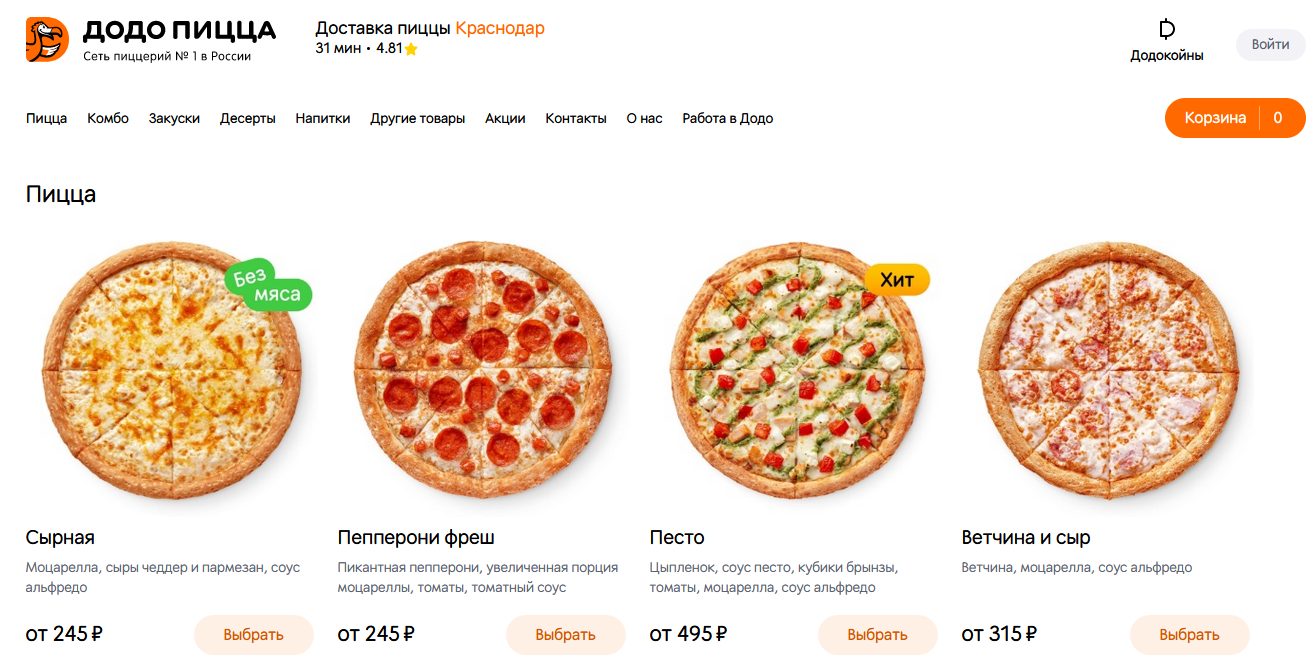 ДОДО ПИЦЦА
Сеть пиццерий № 1 в России
Доставка пиццы Краснодар
31 мин • 4.81
Додокойны
Войти
Пицца Комбо Закуски Десерты Напитки Другие товары Акции Контакты О нас Работа в Додо
Корзина 0
Пицца
Без
мяса
Хит
Сырная
Моцарелла, сыры чеддер и пармезан, соус
альфредо
от 245 ₽
Выбрать
Пепперони фреш
Пикантная пепперони, увеличенная порция
моцареллы, томаты, томатный соус
от 245 ₽
Выбрать
Песто
Цыпленок, соус песто, кубики брынзы,
томаты, моцарелла, соус альфредо
от 495 ₽
Выбрать
Ветчина и сыр
Ветчина, моцарелла, соус альфредо
от 315 ₽
Выбрать